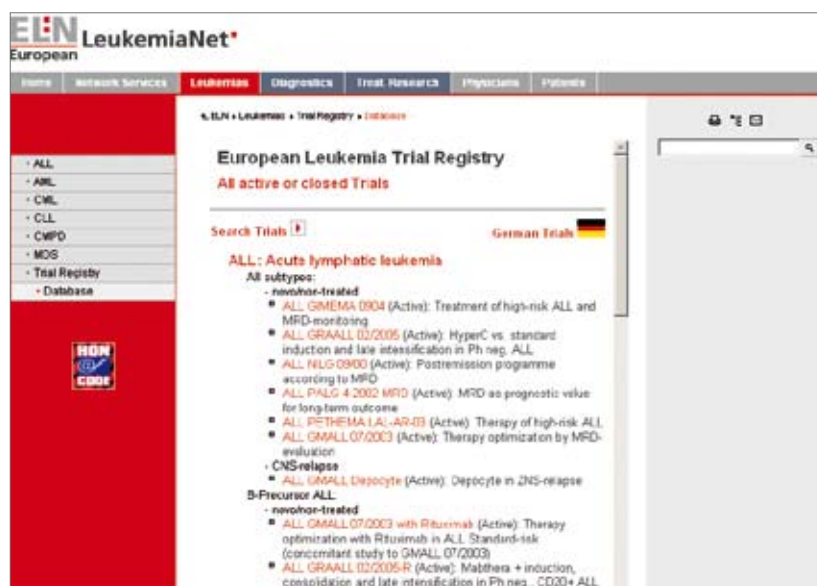 ELN
European LeukemiaNet
Home Network Services Leukemias Diagnostics Treat. Research Physicians Patients
ELN Leukemias Trial Registry Database
ALL
AML
CML
CLL
CMPD
MDS
Trial Registry
Database
HON
@
CODE
European Leukemia Trial Registry
All active or closed Trials
Search Trials
German Trials
ALL: Acute lymphatic leukemia
All subtypes:
- novo/non-treated
ALL GIMEMA 0904 (Active): Treatment of high-risk ALL and
MRD-monitoring
ALL GRAALL 02/2005 (Active): HyperC vs. standard
induction and late intensification in Ph neg. ALL
ALL NILG 09/00 (Active): Postremission programme
according to MRD
ALL PALG 4-2002 MRD (Active): MRD as prognostic value
for long-term outcome
ALL PETHEMA LAL-AR-03 (Active): Therapy of high-risk ALL
ALL GMALL 07/2003 (Active): Therapy optimization by MRD-
evaluation
- CNS-relapse
ALL GMALL Depocyte (Active): Depocyte in ZNS-relapse
B-Precursor ALL:
- novo/non-treated
ALL GMALL 07/2003 with Rituximab (Active): Therapy
optimization with Rituximab in ALL Standard-risk
(concomitant study to GMALL 07/2003)
ALL GRAALL 02/2005-R (Active): Mabthera + induction,
consolidation and late intensification in Ph neg., CD20+ ALL